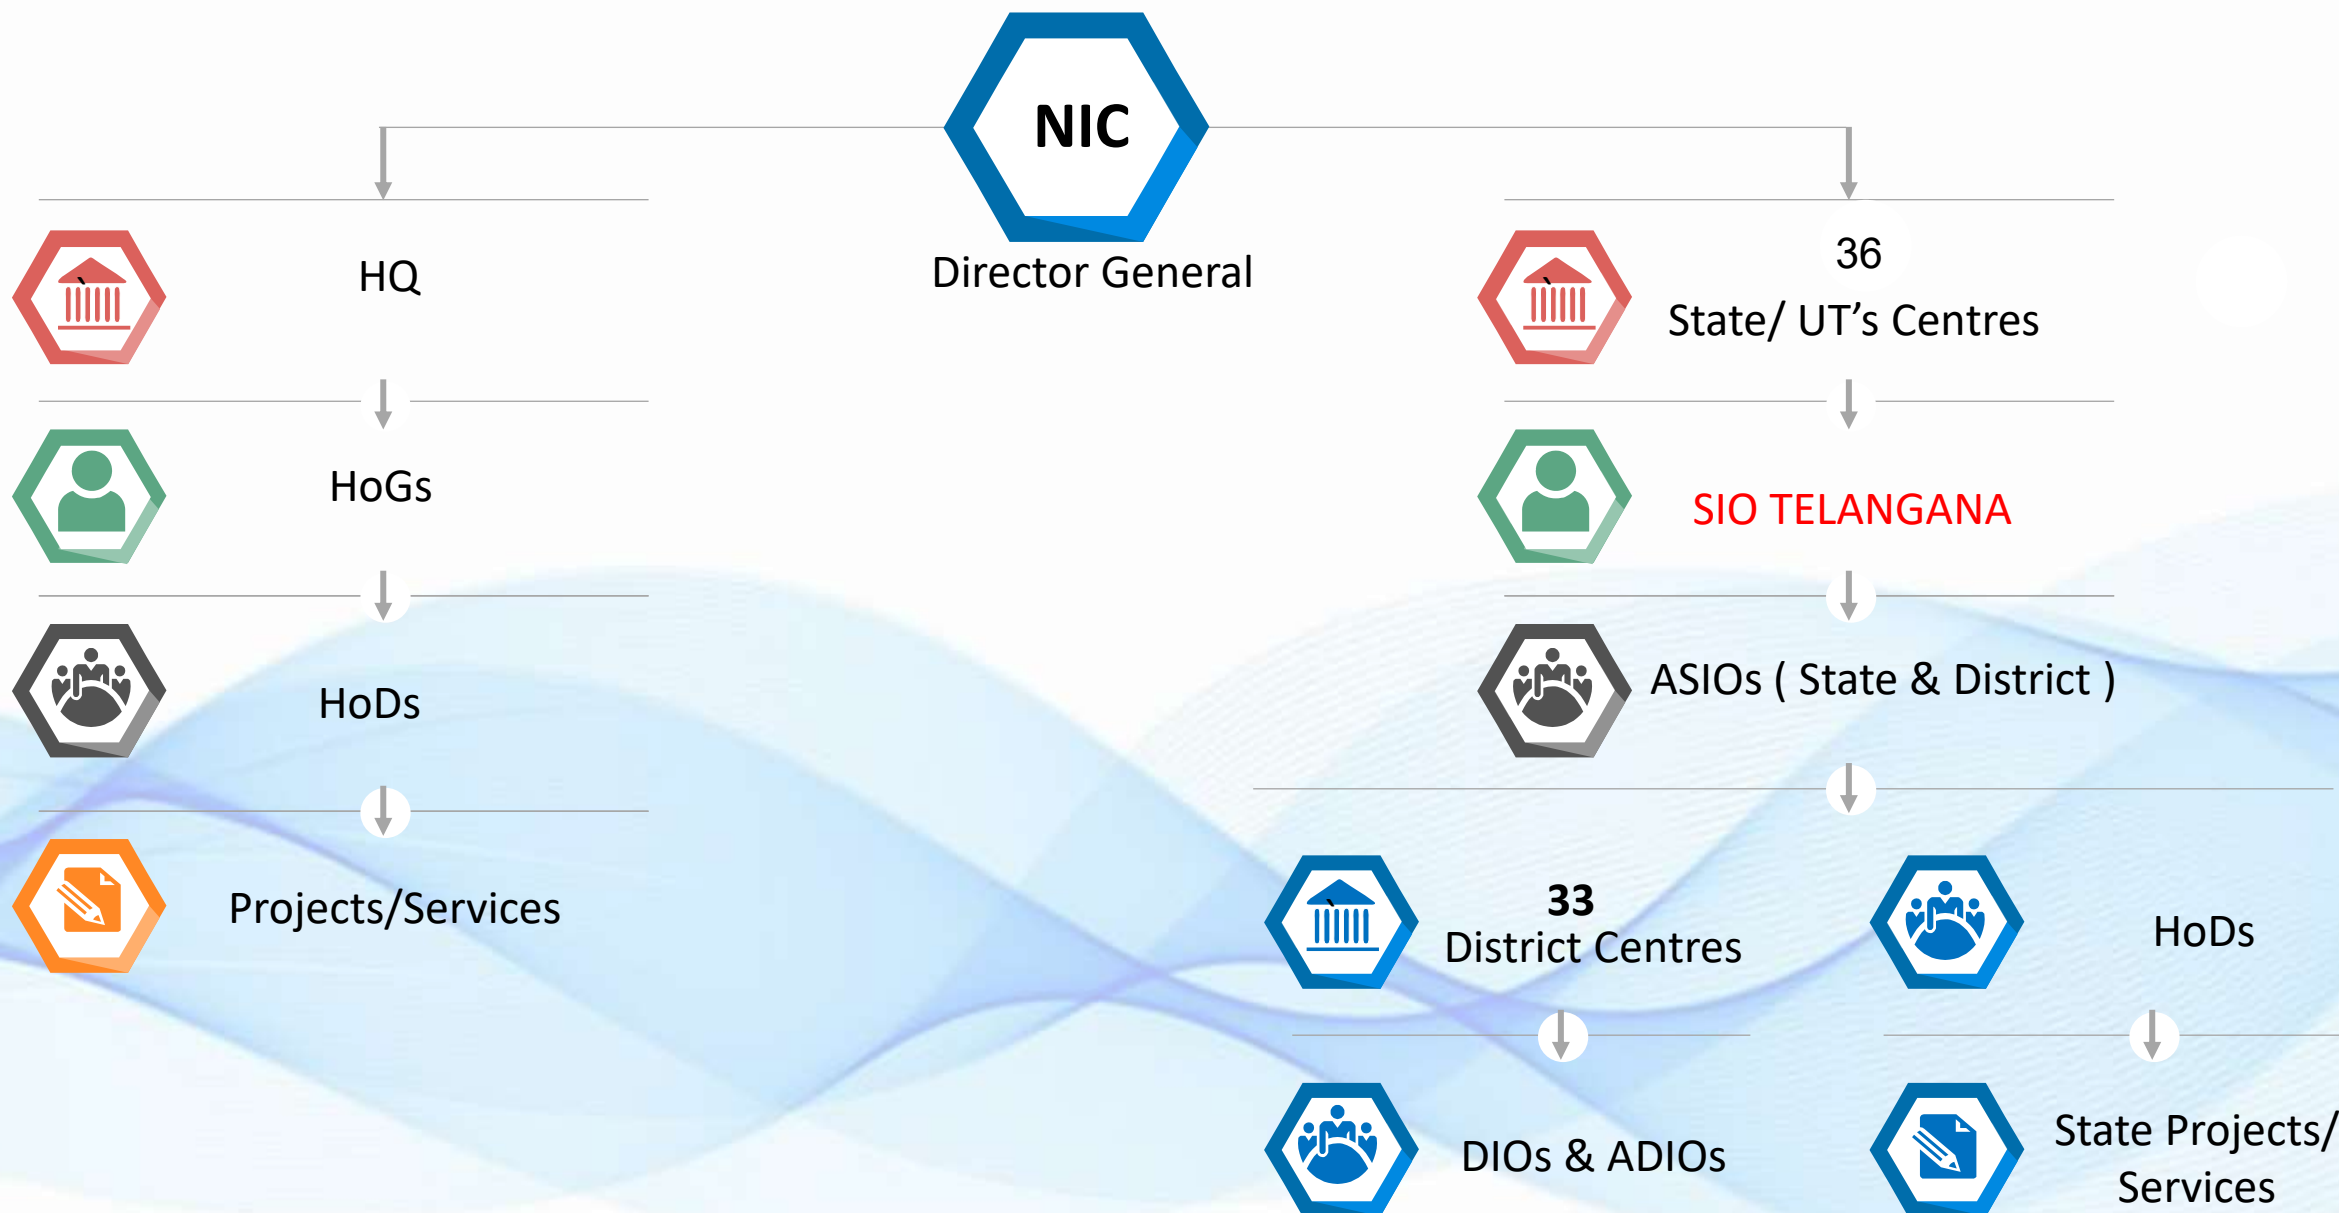 NIC
Director General
HQ
HoGs
HoDs
Projects/Services
36
State/ UT’s Centres
SIO TELANGANA
ASIOs ( State & District )
33
District Centres
DIOs & ADIOs
HoDs
State Projects/
Services